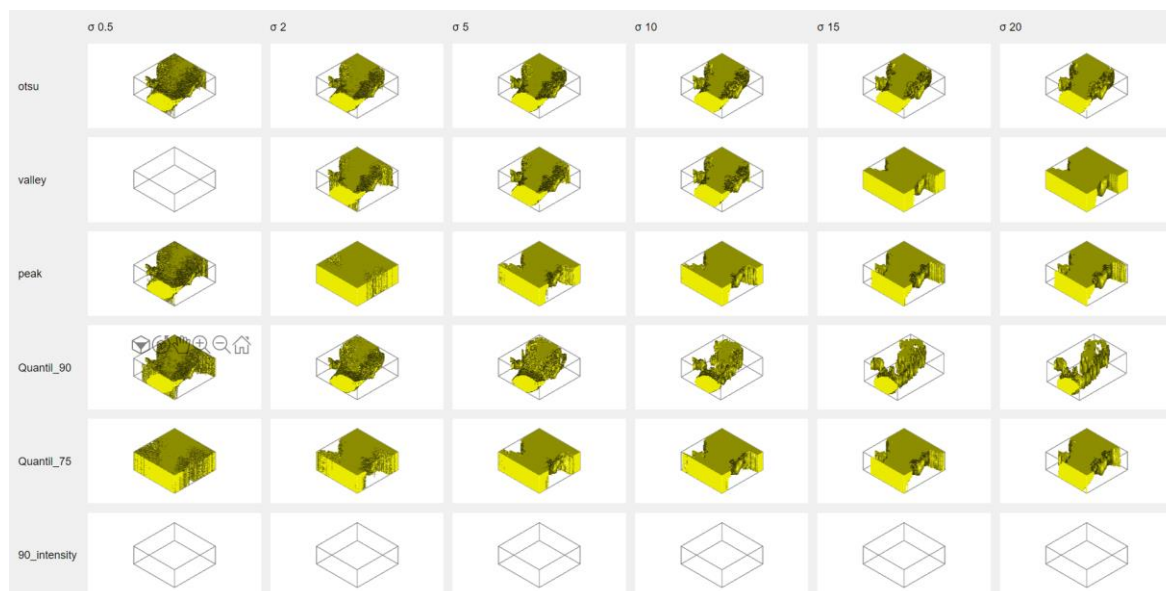 σ 0.5 σ 2 σ 5 σ 10 σ 15 σ 20
otsu
valley
peak
Quantil_90
Quantil_75
90_intensity